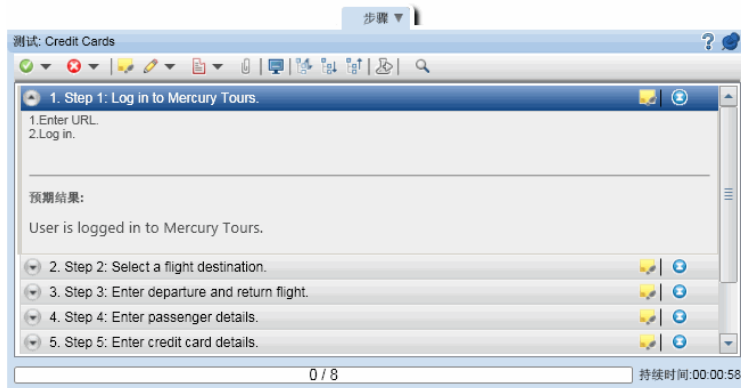 步骤
测试: Credit Cards
1. Step 1: Log in to Mercury Tours.
1.Enter URL.
2.Log in.
预期结果:
User is logged in to Mercury Tours.
2. Step 2: Select a flight destination.
3. Step 3: Enter departure and return flight.
4. Step 4: Enter passenger details.
5. Step 5: Enter credit card details.
0 / 8 持续时间:00:00:58